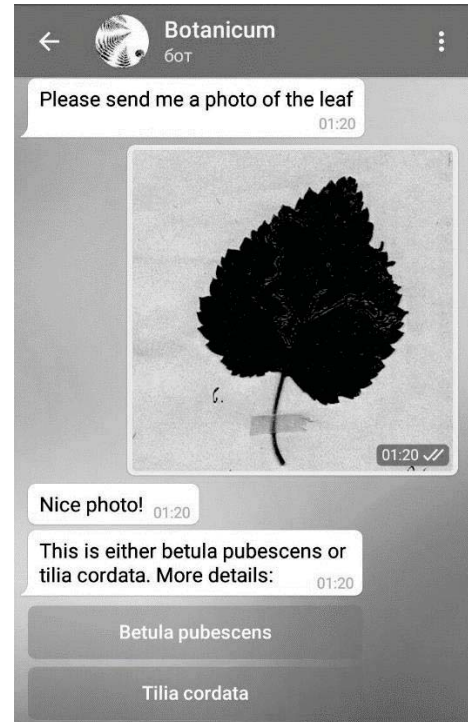 Botanicum
бот
Please send me a photo of the leaf
01:20
6.
01:20
Nice photo! 01:20
This is either betula pubescens or
tilia cordata. More details: 01:20
Betula pubescens
Tilia cordata